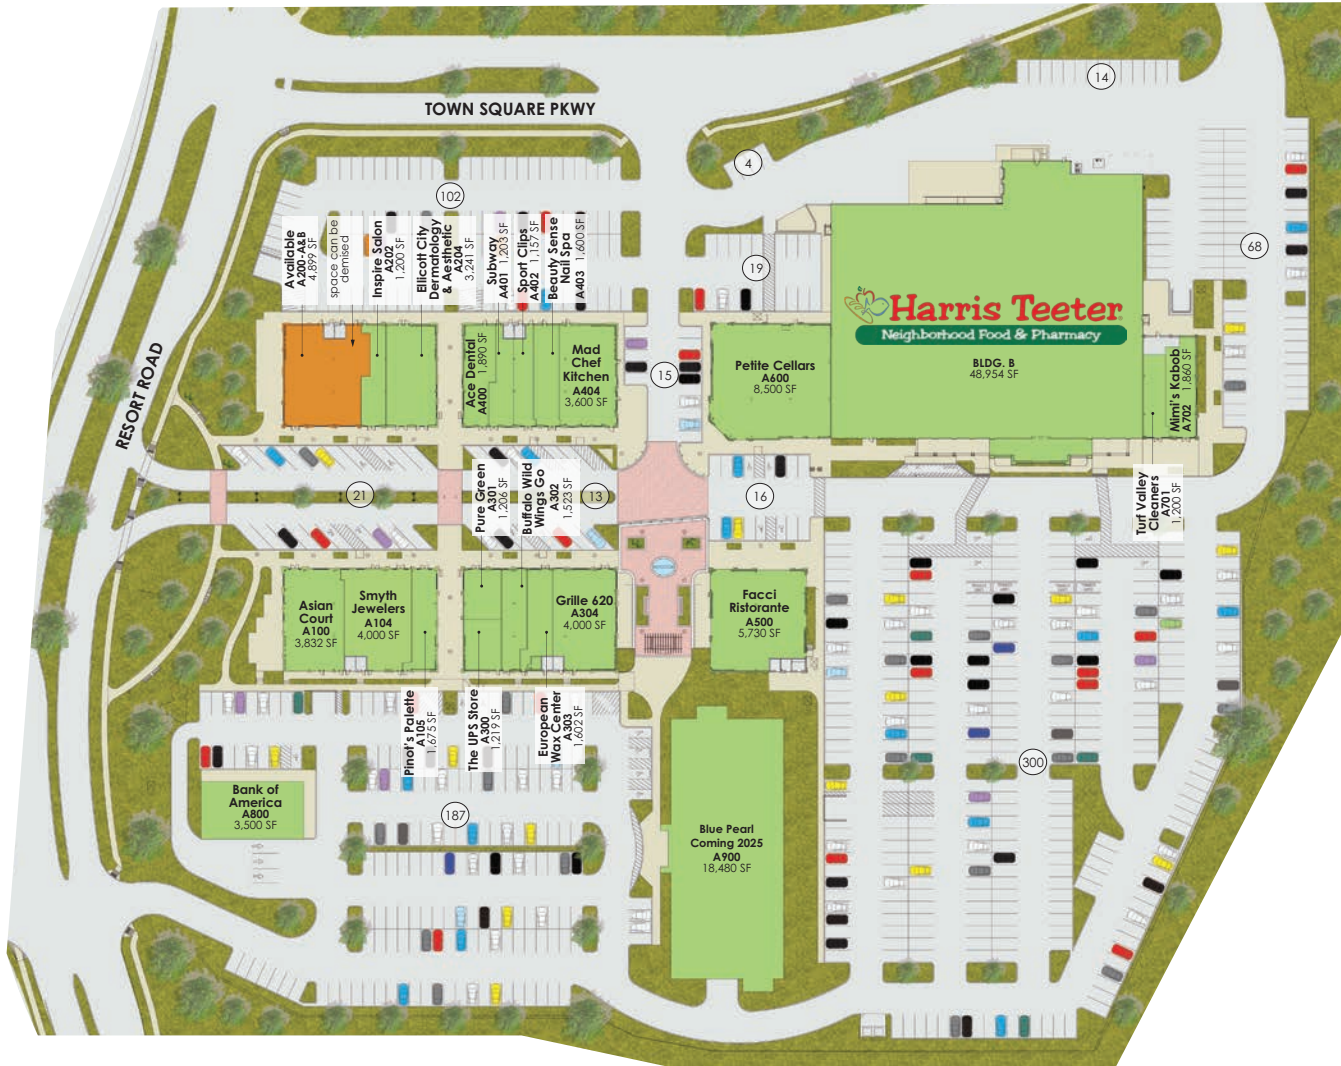 14
TOWN SQUARE PKWY
4
102
68
19
Available
A200-A&B
4,899 SF
space can be
demised
Inspire Salon
A202
1,200 SF
Ellicott City
Dermatology
& Aesthetic
A204
3,241 SF
Subway
A401 1,203 SF
Sport Clips
A402 1,157 SF
Beauty Sense
Nail Spa
A403 1,600 SF
Harris Teeter
Neighborhood Food & Pharmacy
BLDG. B
48,954 SF
RESORT ROAD
Ace Dental
A400 1,890 SF
Mad
Chef
Kitchen
A404
3,600 SF
15
Petite Cellars
A600
8,500 SF
Mimi's Kabob
A702 1,860 SF
21
Pure Green
A301
1,206 SF
Buffalo Wild
Wings Go
A302
1,523 SF
13
16
Turf Valley
Cleaners
A701
1,200 SF
Asian
Court
A100
3,832 SF
Smyth
Jewelers
A104
4,000 SF
Grille 620
A304
4,000 SF
Facci
Ristorante
A500
5,730 SF
Pinot's Palette
A105
1,675 SF
The UPS Store
A300
1,219 SF
European
Wax Center
A303
1,602 SF
300
Bank of
America
A800
3,500 SF
187
Blue Pearl
Coming 2025
A900
18,480 SF